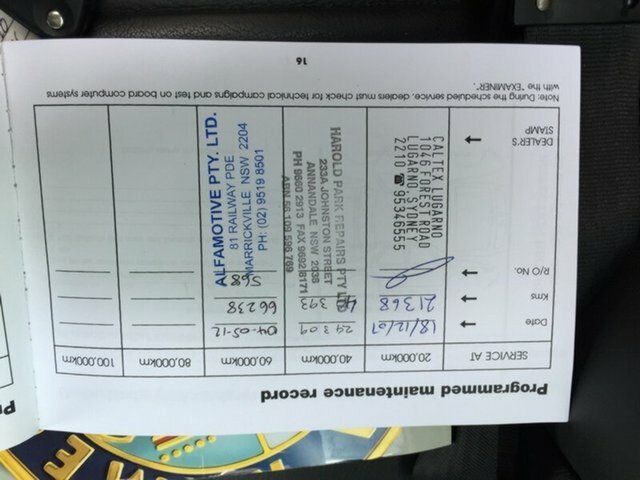 Programmed maintenance record
SERVICE AT
20.000km
40.000km
60.000km
80.000km
100.000km
Date
18/12/07
29 3 09
04-05-12
Kms
21368
393
66238
R/O No.
568
DEALER'S
STAMP
CALTEX LUGARNO
1046 FOREST ROAD
LUGARNO SYDNEY
2210 ☎ 95346555
HAROLD PARK REPAIRS PTY LTD
233A JOHNSTON STREET
ANNANDALE NSW 2038
PH 9660 2913 FAX 9692 8171
ABN 56 109 596 769
ALFAMOTIVE PTY. LTD.
81 RAILWAY PDE
MARRICKVILLE NSW 2204
PH: (02) 9519 8501
Note: During the scheduled service, dealers must check for technical campaigns and test on board computer systems
with the "EXAMINER".
16